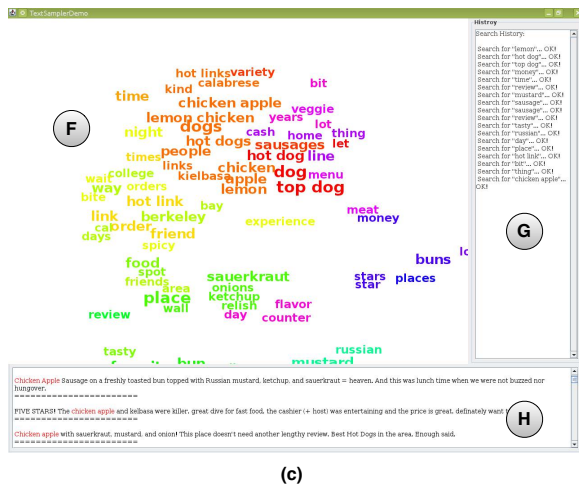 TextSamplerDemo
hot links variety
calabrese
kind
bit
time
chicken apple
veggie
lemon chicken
years
lot
night
dogs
cash
home
thing
hot dogs
sausages
let
times
people
hot dog
line
links
chicken
college
kielbasa
dog
menu
wait
apple
way
orders
lemon
top dog
bite
hot link
bay
meat
link
berkeley
money
experience
cal
order
friend
days
spicy
buns
lo
food
sauerkraut
stars
places
spot
star
friends
onions
area
ketchup
place
flavor
relish
review
wall
day
counter
tasty
russian
bun
mustard
F
Histroy
Search History:
Search for "lemon"... OK!
Search for "hot dog"... OK!
Search for "top dog"... OK!
Search for "money"... OK!
Search for "time"... OK!
Search for "review"... OK!
Search for "mustard"... OK!
Search for "sausage"... OK!
Search for "sausage"... OK!
Search for "review"... OK!
Search for "tasty"... OK!
Search for "russian"... OK!
Search for "day"... OK!
Search for "place"... OK!
Search for "hot link"... OK!
Search for "bit"... OK!
Search for "thing"... OK!
Search for "chicken apple"...
OK!
G
Chicken Apple Sausage on a freshly toasted bun topped with Russian mustard, ketchup, and sauerkraut = heaven. And this was lunch time when we were not buzzed nor
hungover.
========================
FIVE STARS! The chicken apple and kelbasa were killer, great dive for fast food, the cashier (+ host) was entertaining and the price is great, definately want
========================
Chicken apple with sauerkraut, mustard, and onion! This place doesn't need another lengthy review. Best Hot Dogs in the area, Enough said.
========================
H
(c)